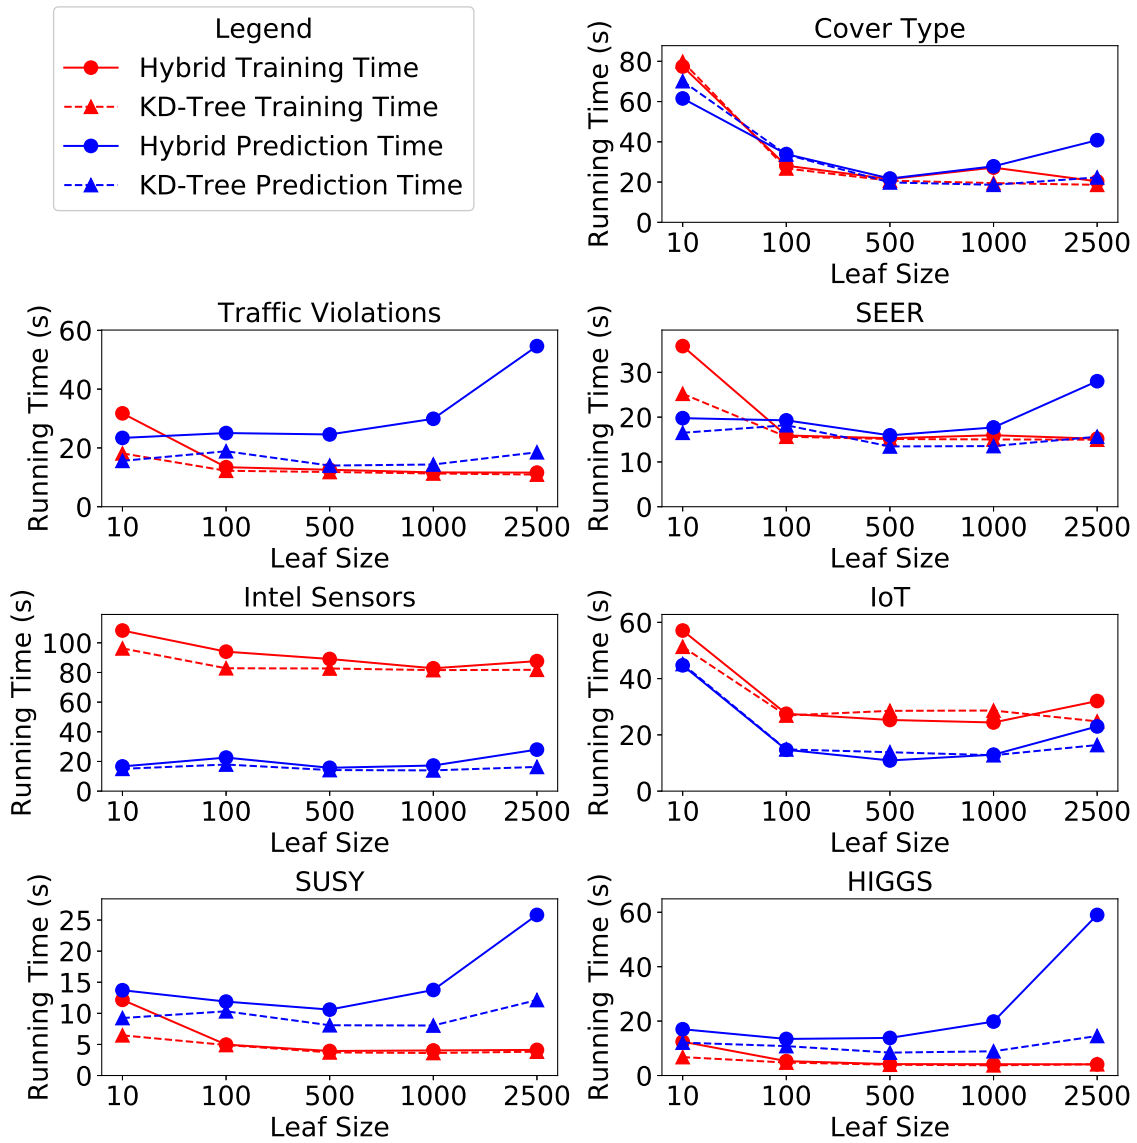 Legend
Hybrid Training Time
KD-Tree Training Time
Hybrid Prediction Time
KD-Tree Prediction Time
Cover Type
Running Time (s)
80
60
40
20
0
10 100 500 1000 2500
Leaf Size
Traffic Violations
Running Time (s)
60
40
20
0
10 100 500 1000 2500
Leaf Size
SEER
Running Time (s)
30
20
10
0
10 100 500 1000 2500
Leaf Size
Intel Sensors
Running Time (s)
100
80
60
40
20
0
10 100 500 1000 2500
Leaf Size
IoT
Running Time (s)
60
40
20
0
10 100 500 1000 2500
Leaf Size
SUSY
Running Time (s)
25
20
15
10
5
0
10 100 500 1000 2500
Leaf Size
HIGGS
Running Time (s)
60
40
20
0
10 100 500 1000 2500
Leaf Size